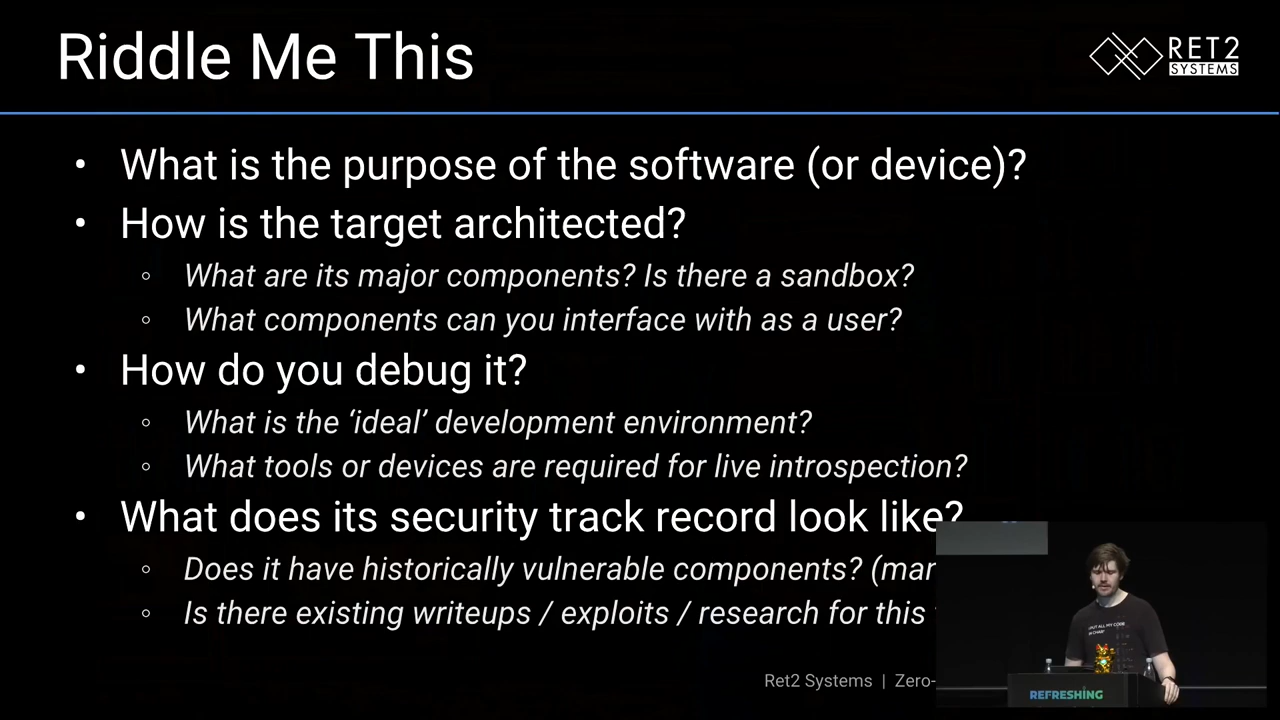 Riddle Me This
RET2
SYSTEMS
• What is the purpose of the software (or device)?
• How is the target architected?
◦ What are its major components? Is there a sandbox?
◦ What components can you interface with as a user?
• How do you debug it?
◦ What is the ‘ideal’ development environment?
◦ What tools or devices are required for live introspection?
• What does its security track record look like?
◦ Does it have historically vulnerable components?
◦ Is there existing writeups / exploits / research for this
Ret2 Systems | Zero-
I PUT ALL MY CODE
REFRESHING